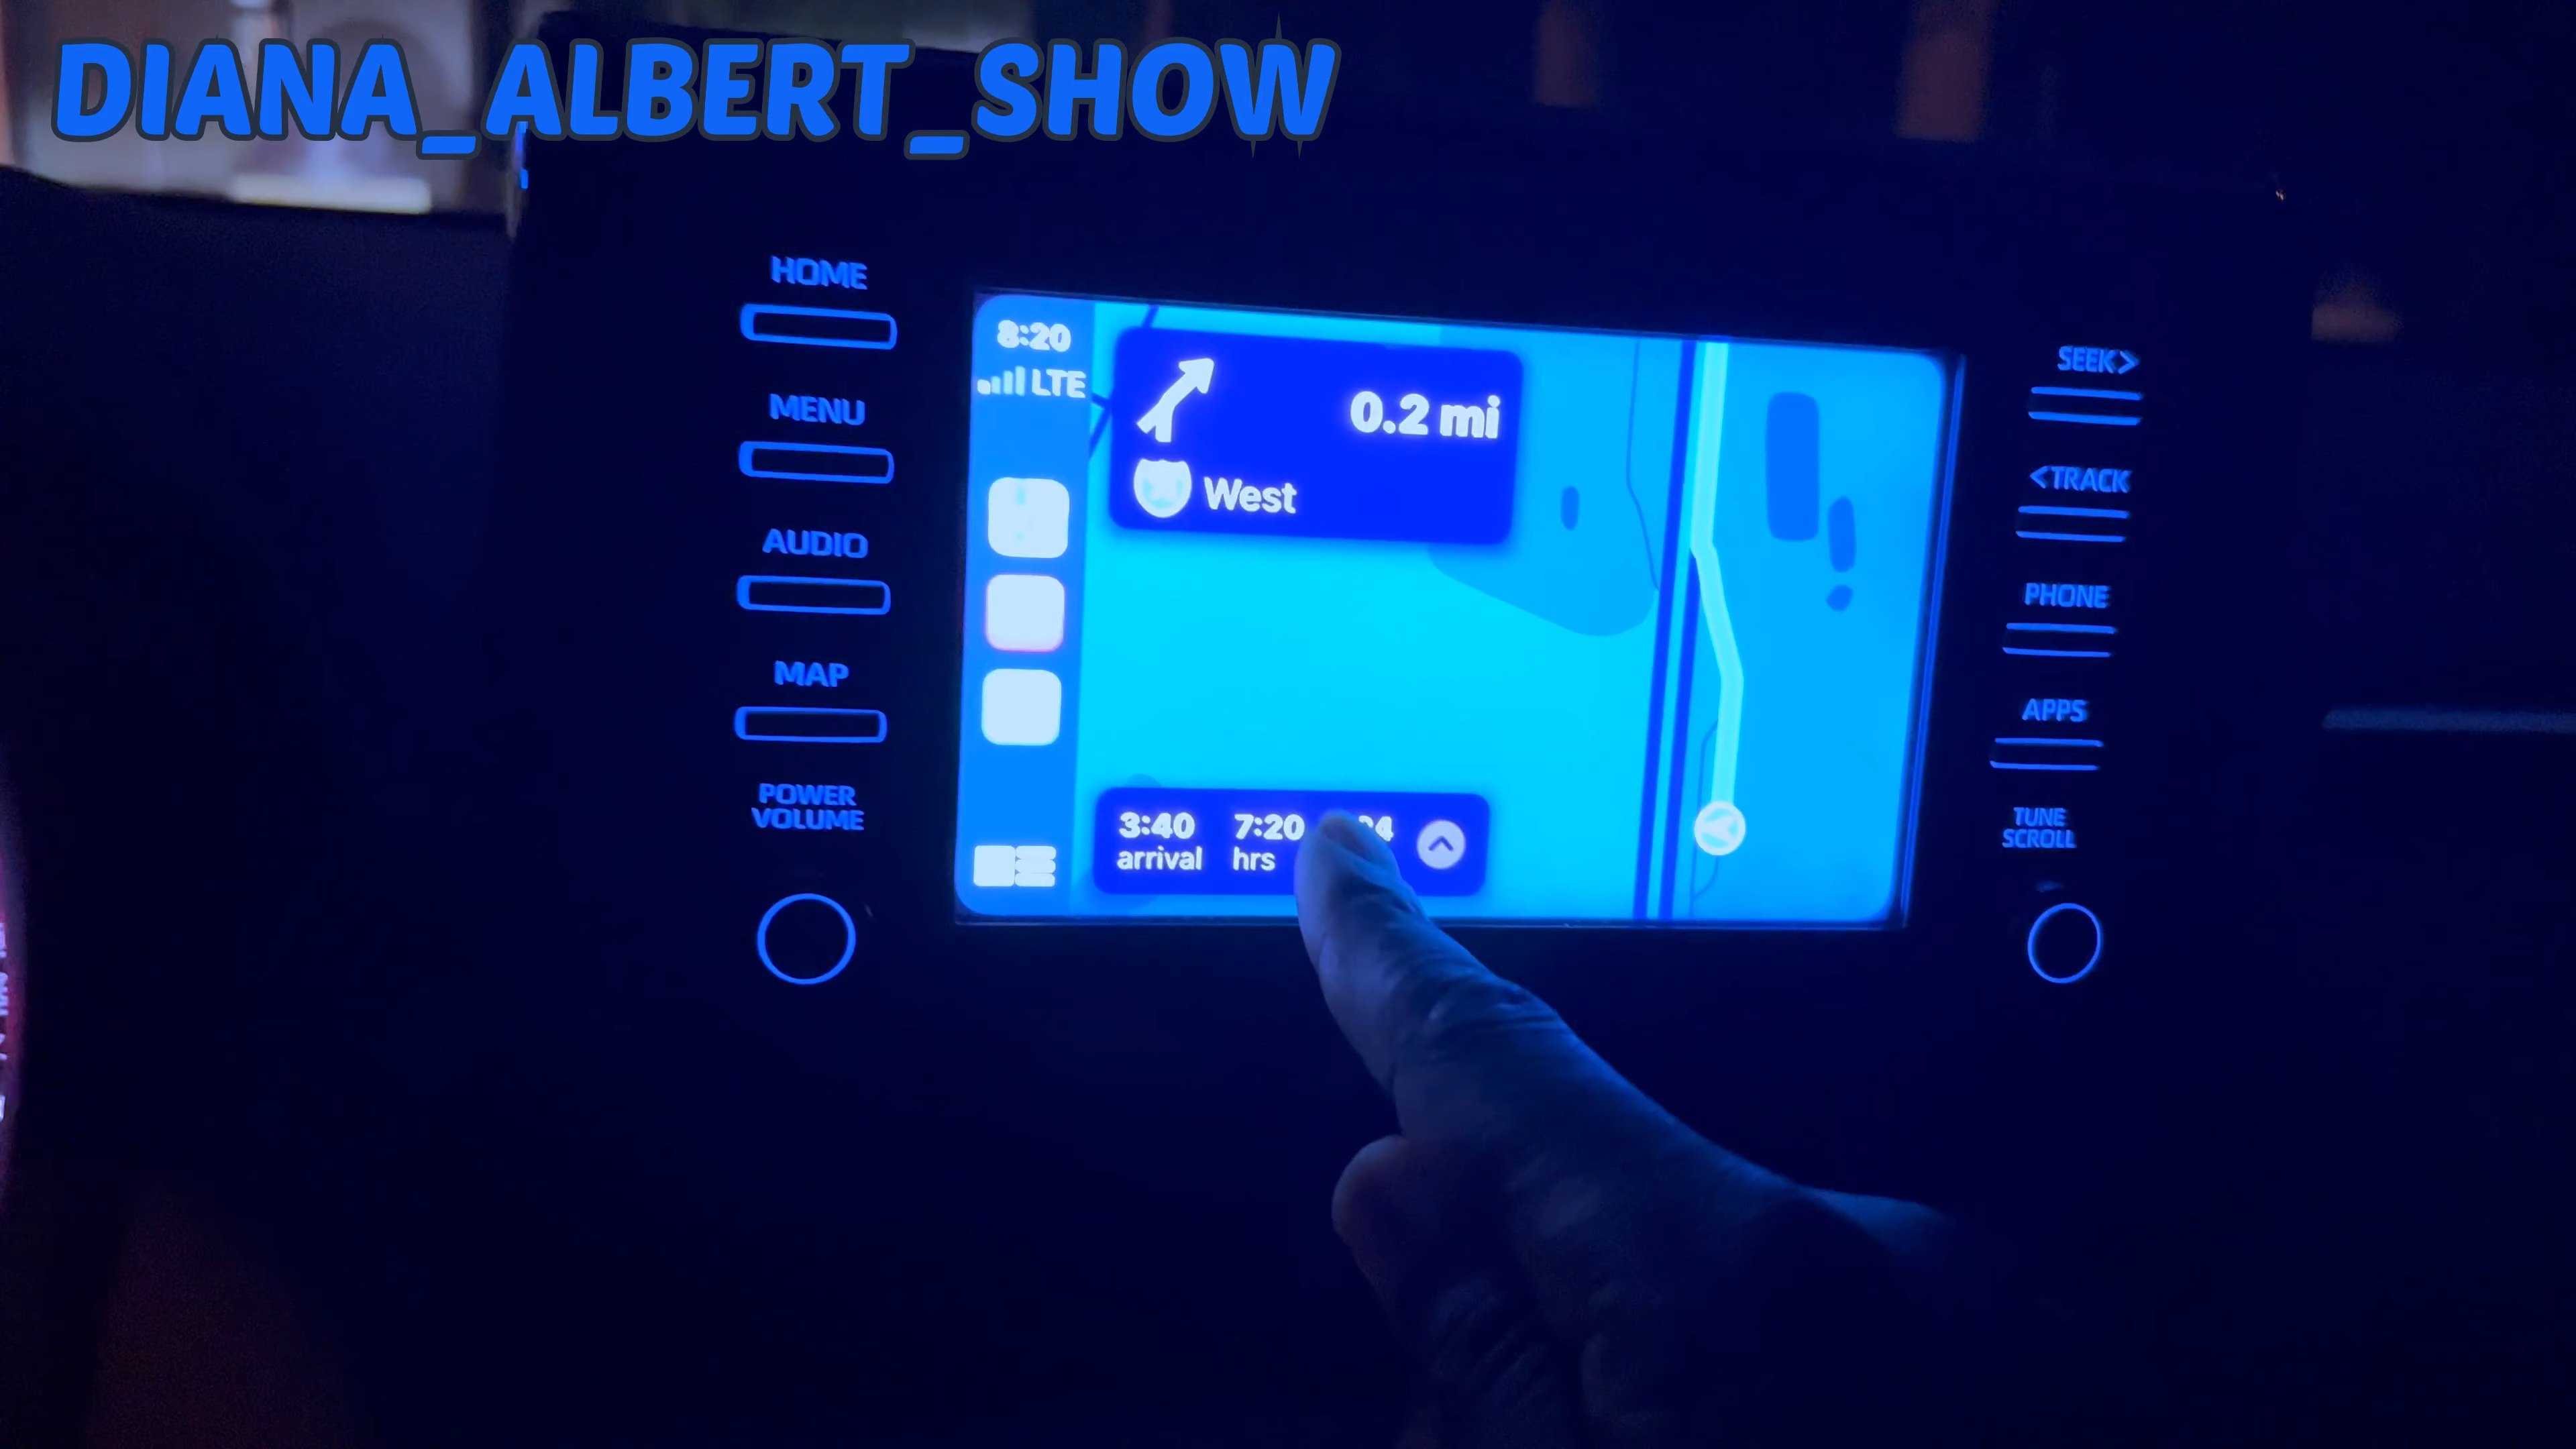 DIANA_ALBERT_SHOW
HOME
MENU
AUDIO
MAP
POWER
VOLUME
8:20
LTE
0.2 mi
West
3:40 7:20
arrival hrs
SEEK>
<TRACK
PHONE
APPS
TUNE
SCROLL